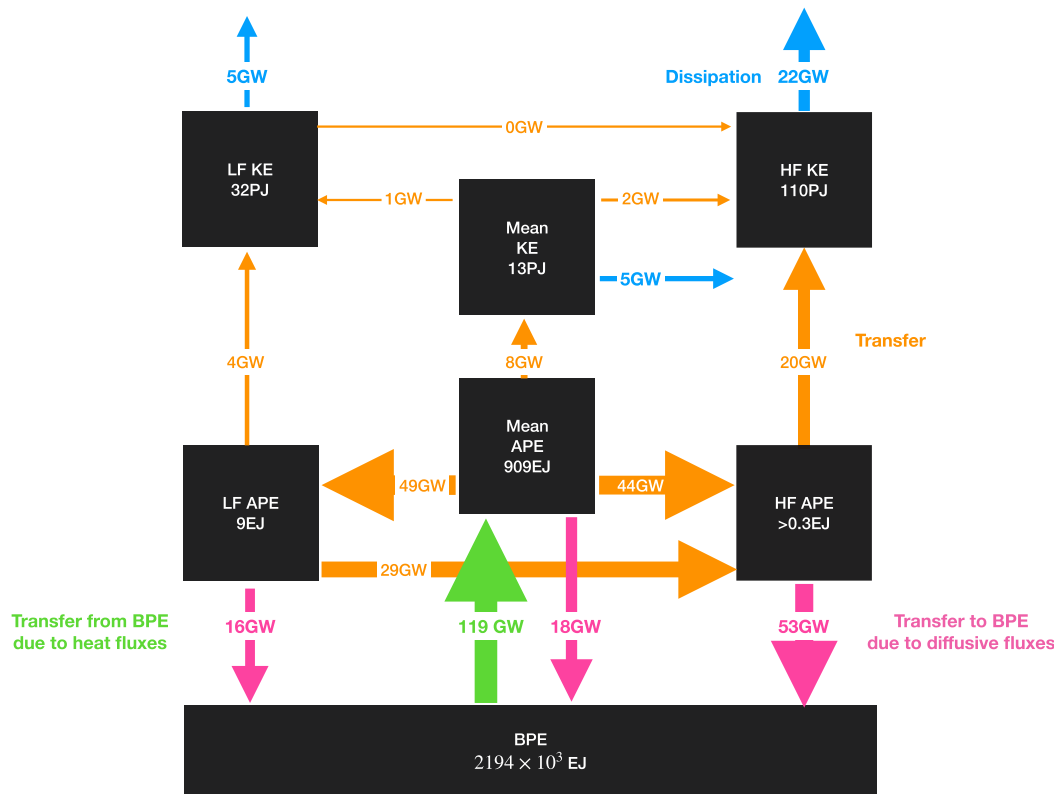 5GW
Dissipation
22GW
LF KE
32PJ
0GW
HF KE
110PJ
1GW
2GW
Mean
KE
13PJ
5GW
4GW
8GW
20GW
Transfer
Mean
APE
909EJ
49GW
44GW
LF APE
9EJ
HF APE
>0.3EJ
29GW
Transfer from BPE
due to heat fluxes
16GW
119 GW
18GW
53GW
Transfer to BPE
due to diffusive fluxes
BPE
2194 × 10³ EJ